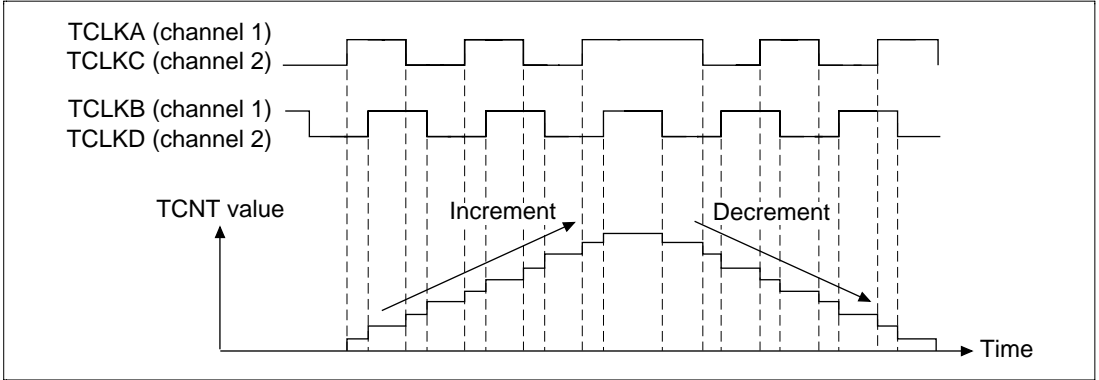 TCLKA (channel 1)
TCLKC (channel 2)
TCLKB (channel 1)
TCLKD (channel 2)
TCNT value
Increment
Decrement
Time